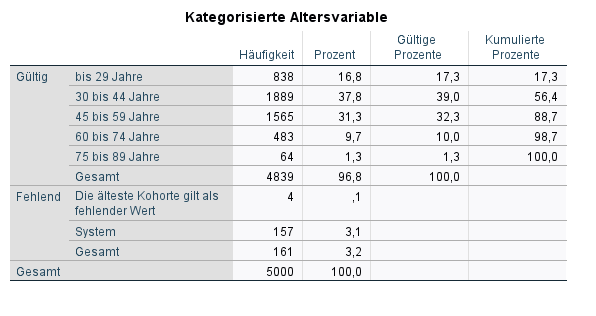 Kategorisierte Altersvariable
Häufigkeit Prozent Gültige Prozente Kumulierte Prozente
Gültig bis 29 Jahre 838 16,8 17,3 17,3
30 bis 44 Jahre 1889 37,8 39,0 56,4
45 bis 59 Jahre 1565 31,3 32,3 88,7
60 bis 74 Jahre 483 9,7 10,0 98,7
75 bis 89 Jahre 64 1,3 1,3 100,0
Gesamt 4839 96,8 100,0
Fehlend Die älteste Kohorte gilt als fehlender Wert 4 ,1
System 157 3,1
Gesamt 161 3,2
Gesamt 5000 100,0